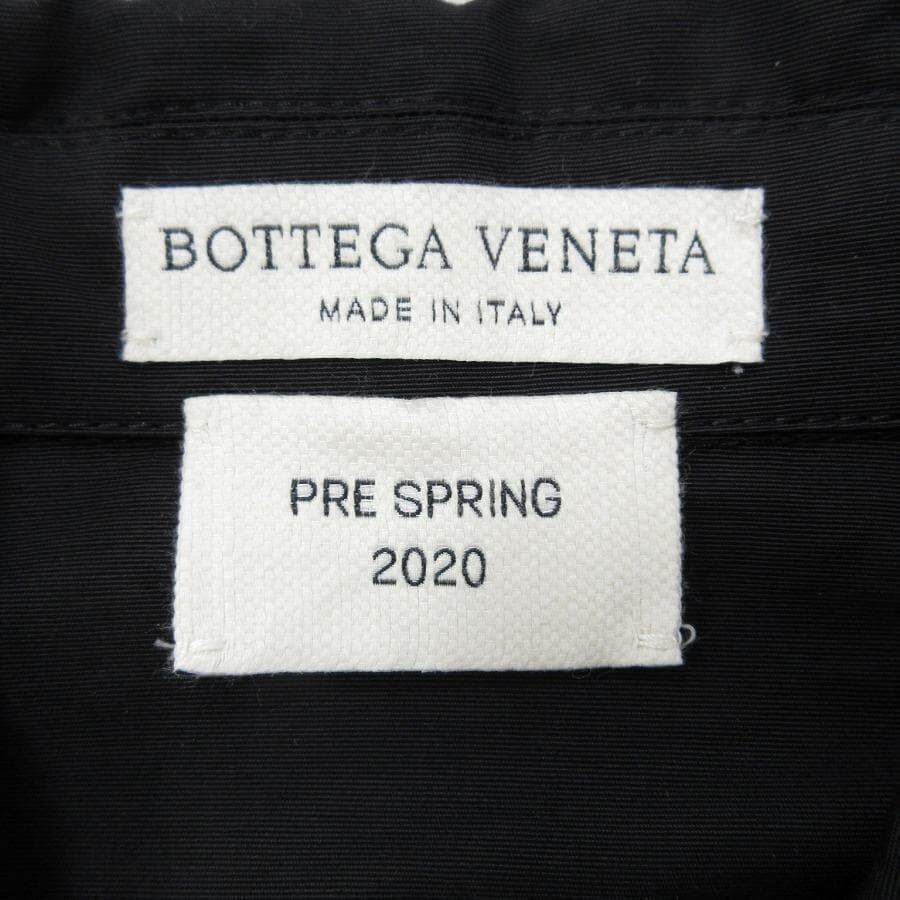 BOTTEGA VENETA
MADE IN ITALY
PRE SPRING
2020